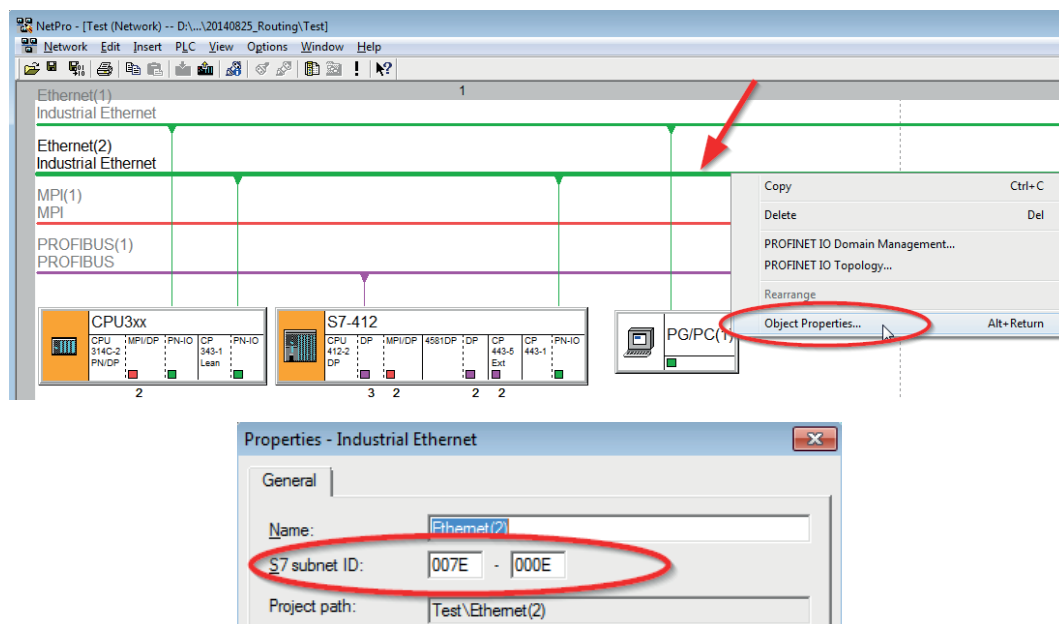 NetPro - [Test (Network) -- D:\...\20140825_Routing\Test]
Network Edit Insert PLC View Options Window Help
1
Ethernet(1)
Industrial Ethernet
Ethernet(2)
Industrial Ethernet
MPI(1)
MPI
PROFIBUS(1)
PROFIBUS
Copy Ctrl+C
Delete Del
PROFINET IO Domain Management...
PROFINET IO Topology...
Rearrange
Object Properties... Alt+Return
CPU3xx
CPU 314C-2 PN/DP
MPI/DP
PN-IO
CP 343-1 Lean
PN-IO
2
S7-412
CPU 412-2 DP
DP
MPI/DP
4581DP
DP
CP 443-5 Ext
CP 443-1
PN-IO
3 2 2 2
PG/PC(1)
Properties - Industrial Ethernet
General
Name: Ethernet(2)
S7 subnet ID: 007E - 000E
Project path: Test\Ethernet(2)